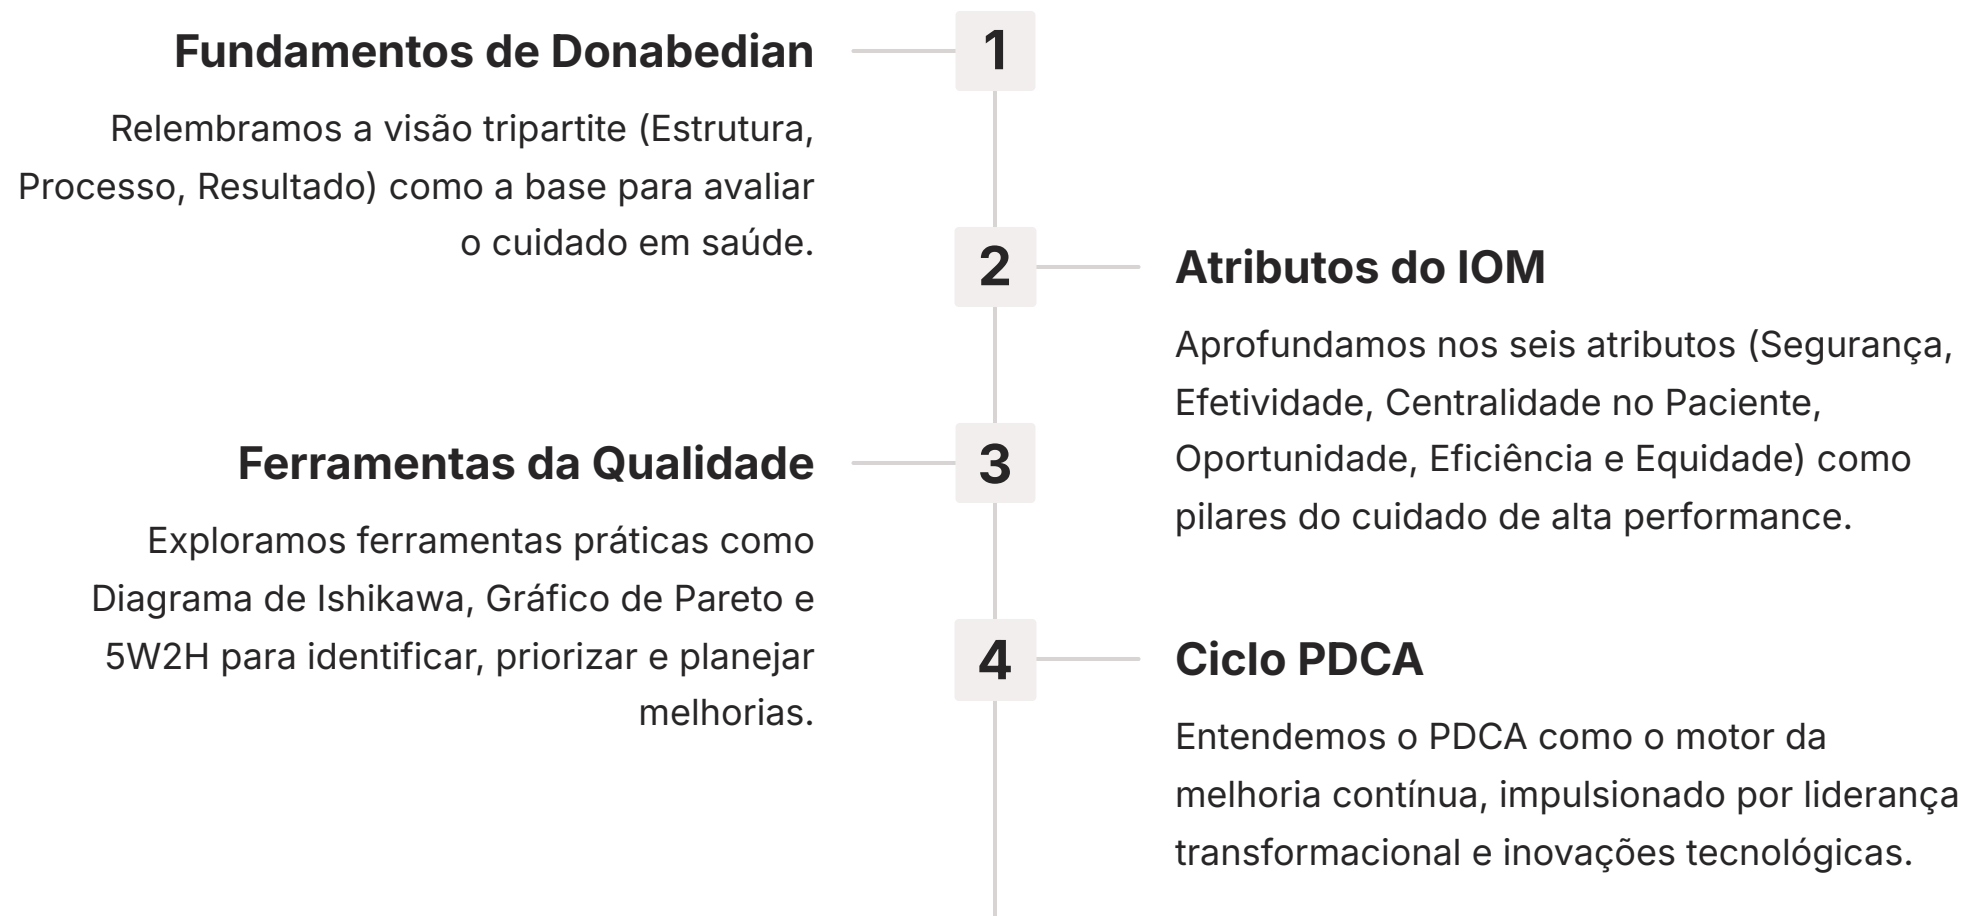 1
Fundamentos de Donabedian
Relembramos a visão tripartite (Estrutura,
Processo, Resultado) como a base para avaliar
o cuidado em saúde.
2
Atributos do IOM
Aprofundamos nos seis atributos (Segurança,
Efetividade, Centralidade no Paciente,
Oportunidade, Eficiência e Equidade) como
pilares do cuidado de alta performance.
3
Ferramentas da Qualidade
Exploramos ferramentas práticas como
Diagrama de Ishikawa, Gráfico de Pareto e
5W2H para identificar, priorizar e planejar
melhorias.
4
Ciclo PDCA
Entendemos o PDCA como o motor da
melhoria contínua, impulsionado por liderança
transformacional e inovações tecnológicas.